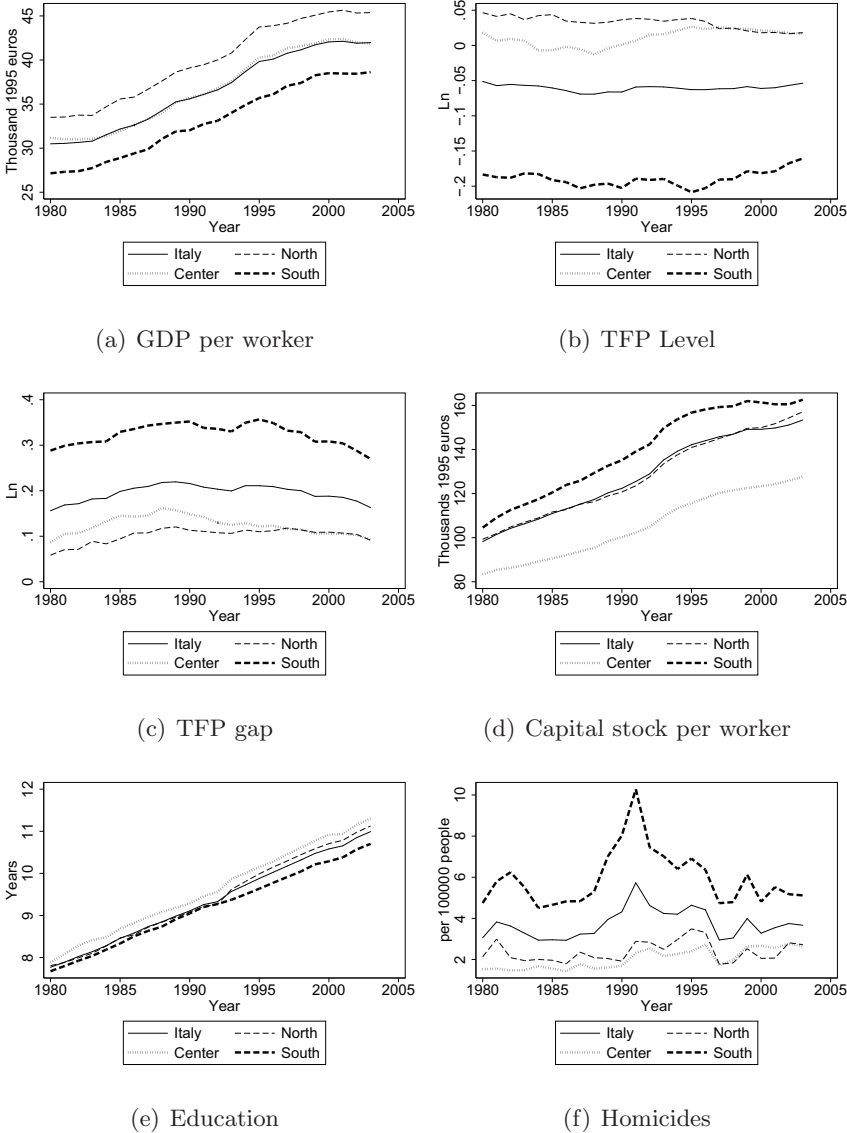 Thousand 1995 euros
25 30 35 40 45
1980 1985 1990 1995 2000 2005
Year
Italy North
Center South
(a) GDP per worker
Ln
-.2 -.15 -.1 -.05 0 .05
1980 1985 1990 1995 2000 2005
Year
Italy North
Center South
(b) TFP Level
Ln
0 .1 .2 .3 .4
1980 1985 1990 1995 2000 2005
Year
Italy North
Center South
(c) TFP gap
Thousands 1995 euros
80 100 120 140 160
1980 1985 1990 1995 2000 2005
Year
Italy North
Center South
(d) Capital stock per worker
Years
8 9 10 11 12
1980 1985 1990 1995 2000 2005
Year
Italy North
Center South
(e) Education
per 100000 people
2 4 6 8 10
1980 1985 1990 1995 2000 2005
Year
Italy North
Center South
(f) Homicides